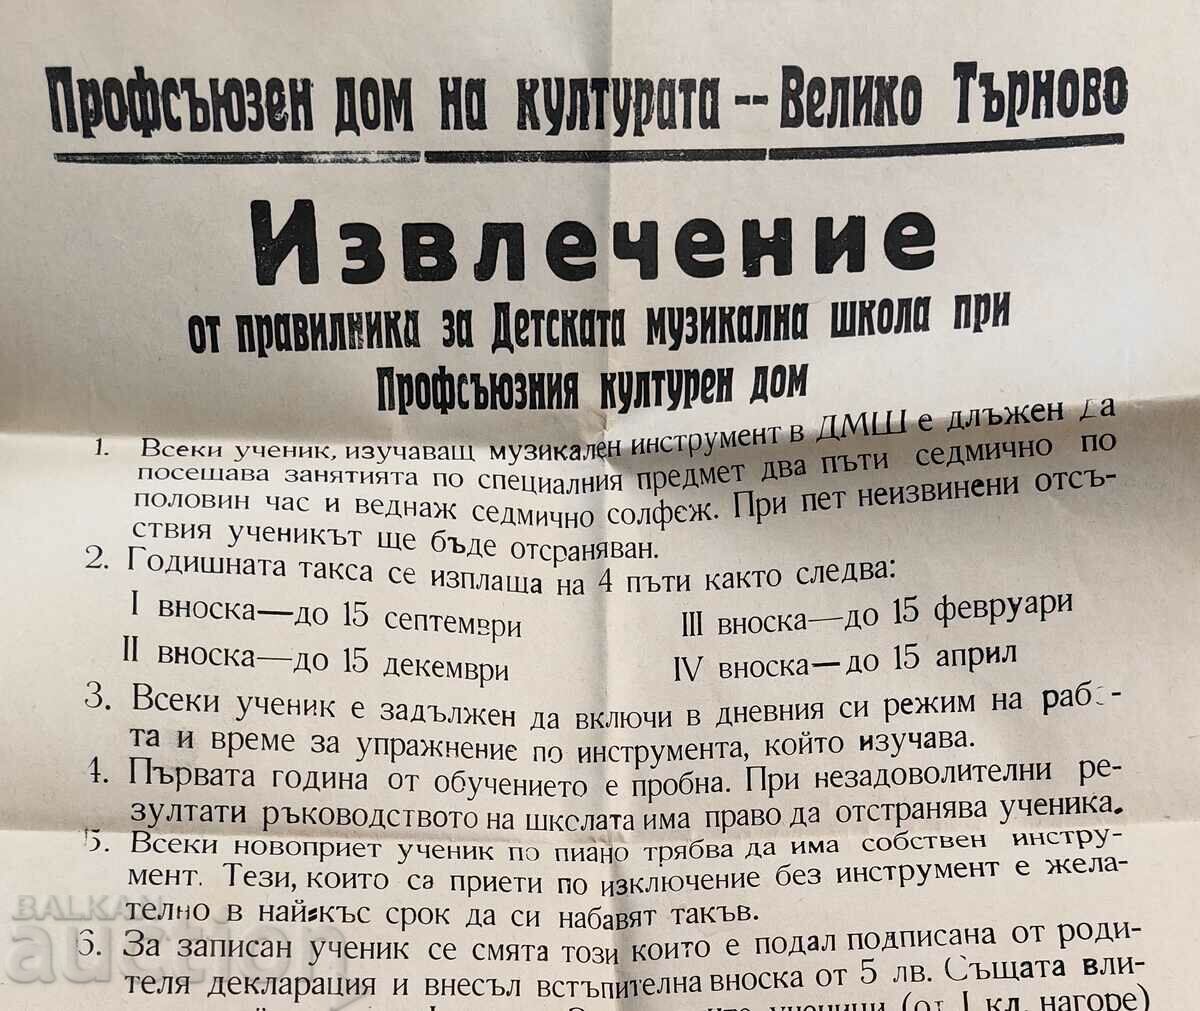 Профсъюзен дом на културата -- Велико Търново
Извлечение
от правилника за Детската музикална школа при
Профсъюзния културен дом
1. Всеки ученик, изучаващ музикален инструмент в ДМШ е длъжен да
посещава занятията по специалния предмет два пъти седмично по
половин час и веднаж седмично солфеж. При пет неизвинени отсъ-
ствия ученикът ще бъде отсраняван.
2. Годишната такса се изплаща на 4 пъти както следва:
I вноска—до 15 септември
III вноска—до 15 февруари
II вноска—до 15 декември
IV вноска—до 15 април
3. Всеки ученик е задължен да включи в дневния си режим на рабо-
та и време за упражнение по инструмента, който изучава.
4. Първата година от обучението е пробна. При незадоволителни ре-
зултати ръководството на школата има право да отстранява ученика.
5. Всеки новоприет ученик по пиано трябва да има собствен инстру-
мент. Тези, които са приети по изключение без инструмент е жела-
телно в най-къс срок да си набавят такъв.
6. За записан ученик се смята този които е подал подписана от роди-
теля декларация и внесъл встъпителна вноска от 5 лв. Същата вли-
ученици (от I кл. нагоре)
BALKAN
auction